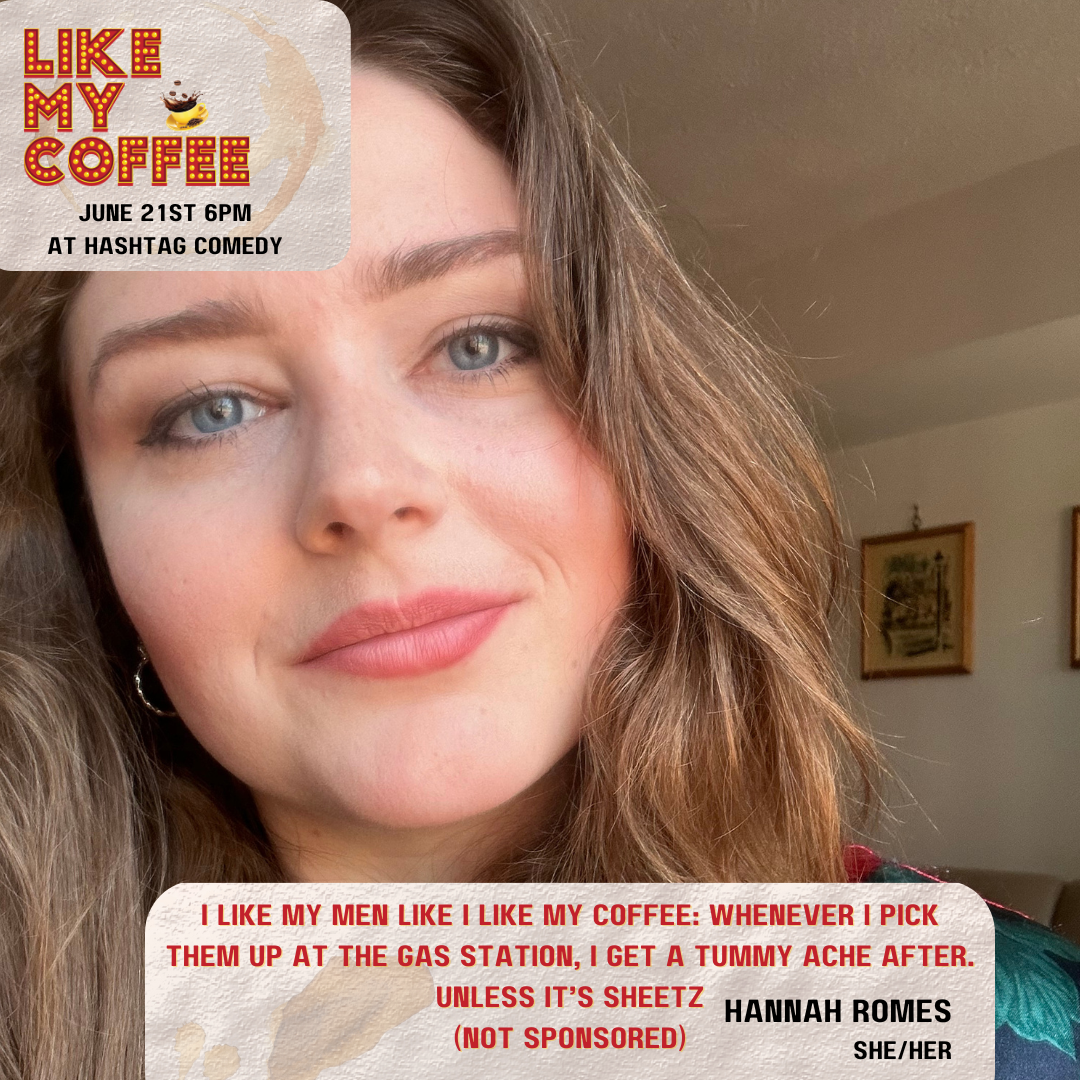 LIKE
MY
COFFEE
JUNE 21ST 6PM
AT HASHTAG COMEDY
I LIKE MY MEN LIKE I LIKE MY COFFEE: WHENEVER I PICK
THEM UP AT THE GAS STATION, I GET A TUMMY ACHE AFTER.
UNLESS IT'S SHEETZ
(NOT SPONSORED)
HANNAH ROMES
SHE/HER